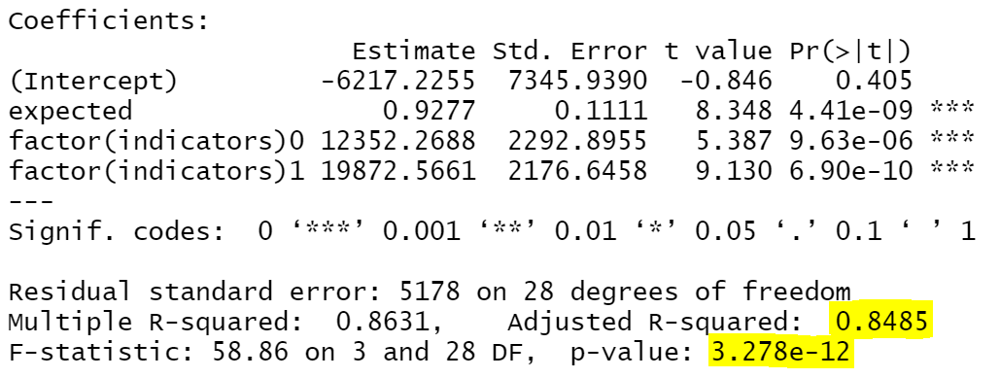 Coefficients:
                      Estimate Std. Error t value Pr(>|t|)
(Intercept)         -6217.2255  7345.9390  -0.846    0.405
expected                0.9277     0.1111   8.348 4.41e-09 ***
factor(indicators)0 12352.2688  2292.8955   5.387 9.63e-06 ***
factor(indicators)1 19872.5661  2176.6458   9.130 6.90e-10 ***
---
Signif. codes:  0 ‘***’ 0.001 ‘**’ 0.01 ‘*’ 0.05 ‘.’ 0.1 ‘ ’ 1
Residual standard error: 5178 on 28 degrees of freedom
Multiple R-squared:  0.8631,    Adjusted R-squared:  0.8485
F-statistic: 58.86 on 3 and 28 DF,  p-value: 3.278e-12